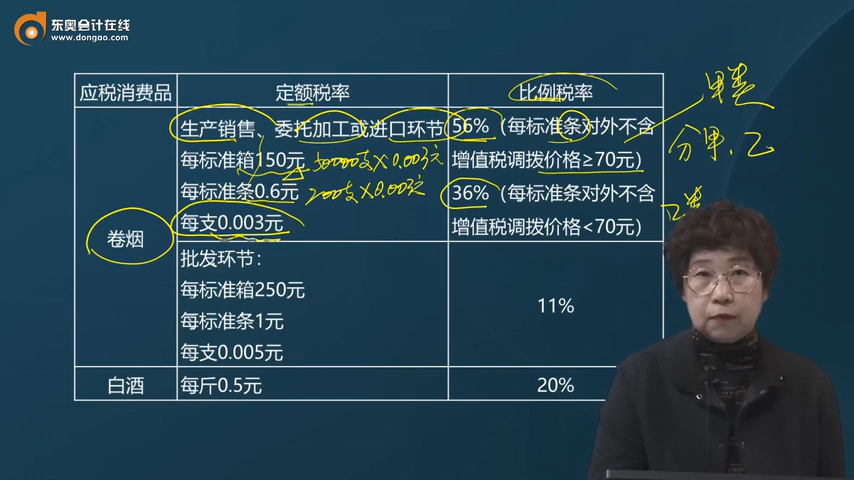 东奥会计在线
www.dongao.com
应税消费品 定额税率 比例税率
卷烟
生产销售、委托加工或进口环节
每标准箱150元
每标准条0.6元
每支0.003元
50000支×0.003元
200支×0.003元
56%（每标准条对外不含
增值税调拨价格≥70元）
36%（每标准条对外不含
增值税调拨价格<70元）
甲类
分甲、乙
乙类
批发环节：
每标准箱250元
每标准条1元
每支0.005元
11%
白酒 每斤0.5元 20%